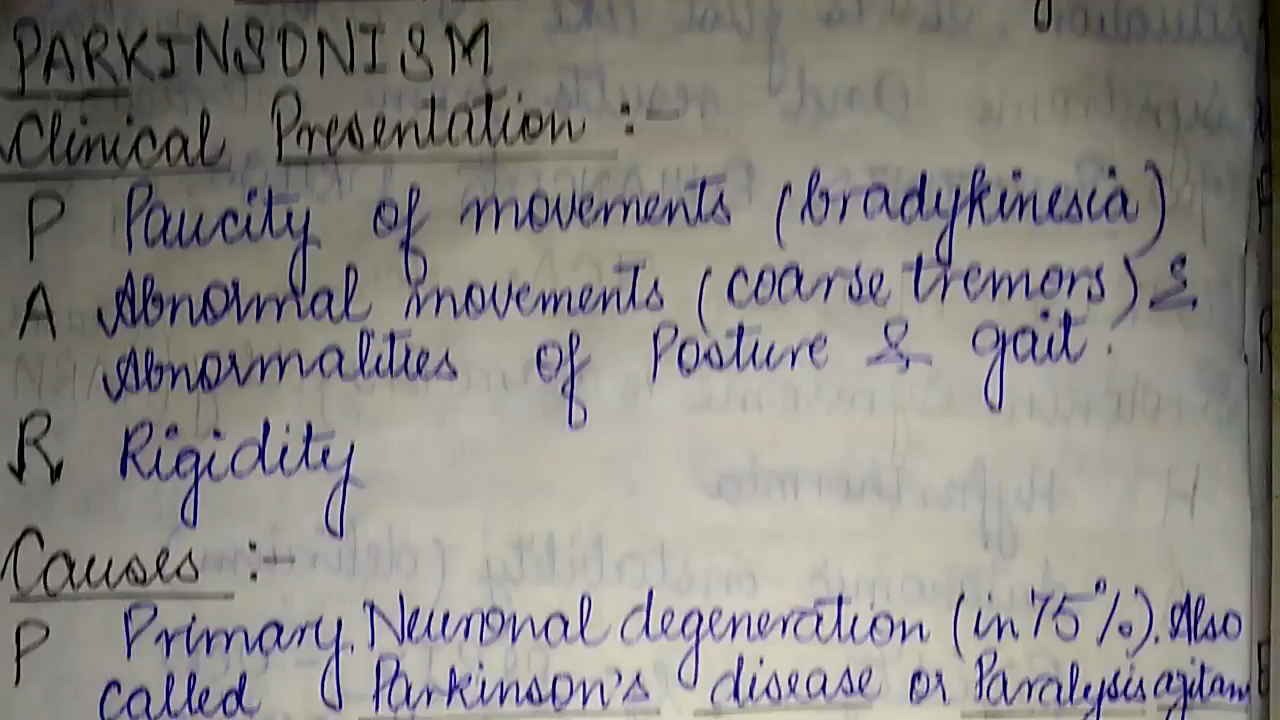 PARKINSONISM
Clinical Presentation :-
P Paucity of movements (bradykinesia)
A Abnormal movements (coarse tremors) &
Abnormalities of Posture & gait.
R Rigidity
Causes :-
P Primary Neuronal degeneration (in 75%). Also
called Parkinson's disease or Paralysis agitans